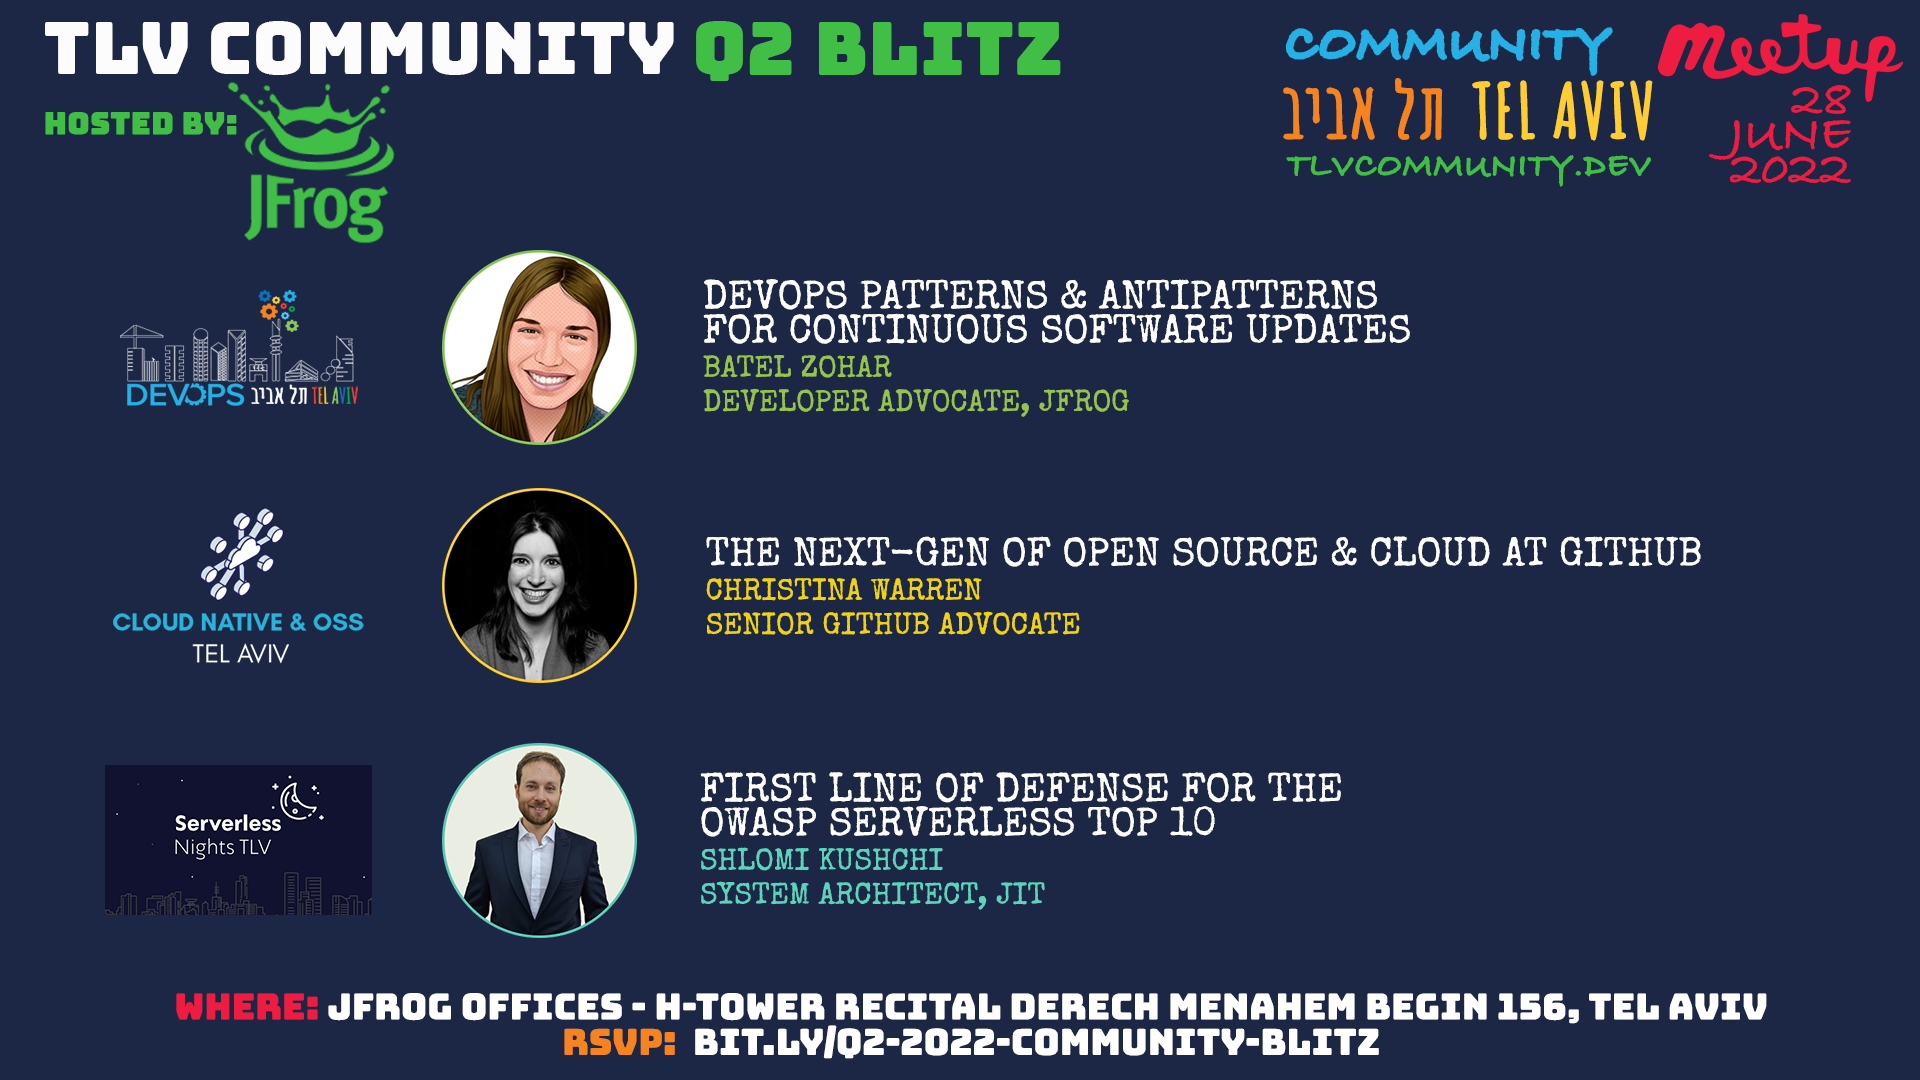 TLV COMMUNITY Q2 BLITZ
HOSTED BY:
JFrog
COMMUNITY
תל אביב TEL AVIV
TLVCOMMUNITY.DEV
meetup
28
JUNE
2022
DEVOPS תל אביב TEL AVIV
DEVOPS PATTERNS & ANTIPATTERNS
FOR CONTINUOUS SOFTWARE UPDATES
BATEL ZOHAR
DEVELOPER ADVOCATE, JFROG
CLOUD NATIVE & OSS
TEL AVIV
THE NEXT-GEN OF OPEN SOURCE & CLOUD AT GITHUB
CHRISTINA WARREN
SENIOR GITHUB ADVOCATE
Serverless
Nights TLV
FIRST LINE OF DEFENSE FOR THE
OWASP SERVERLESS TOP 10
SHLOMI KUSHCHI
SYSTEM ARCHITECT, JIT
WHERE: JFROG OFFICES - H-TOWER RECITAL DERECH MENAHEM BEGIN 156, TEL AVIV
RSVP: BIT.LY/Q2-2022-COMMUNITY-BLITZ